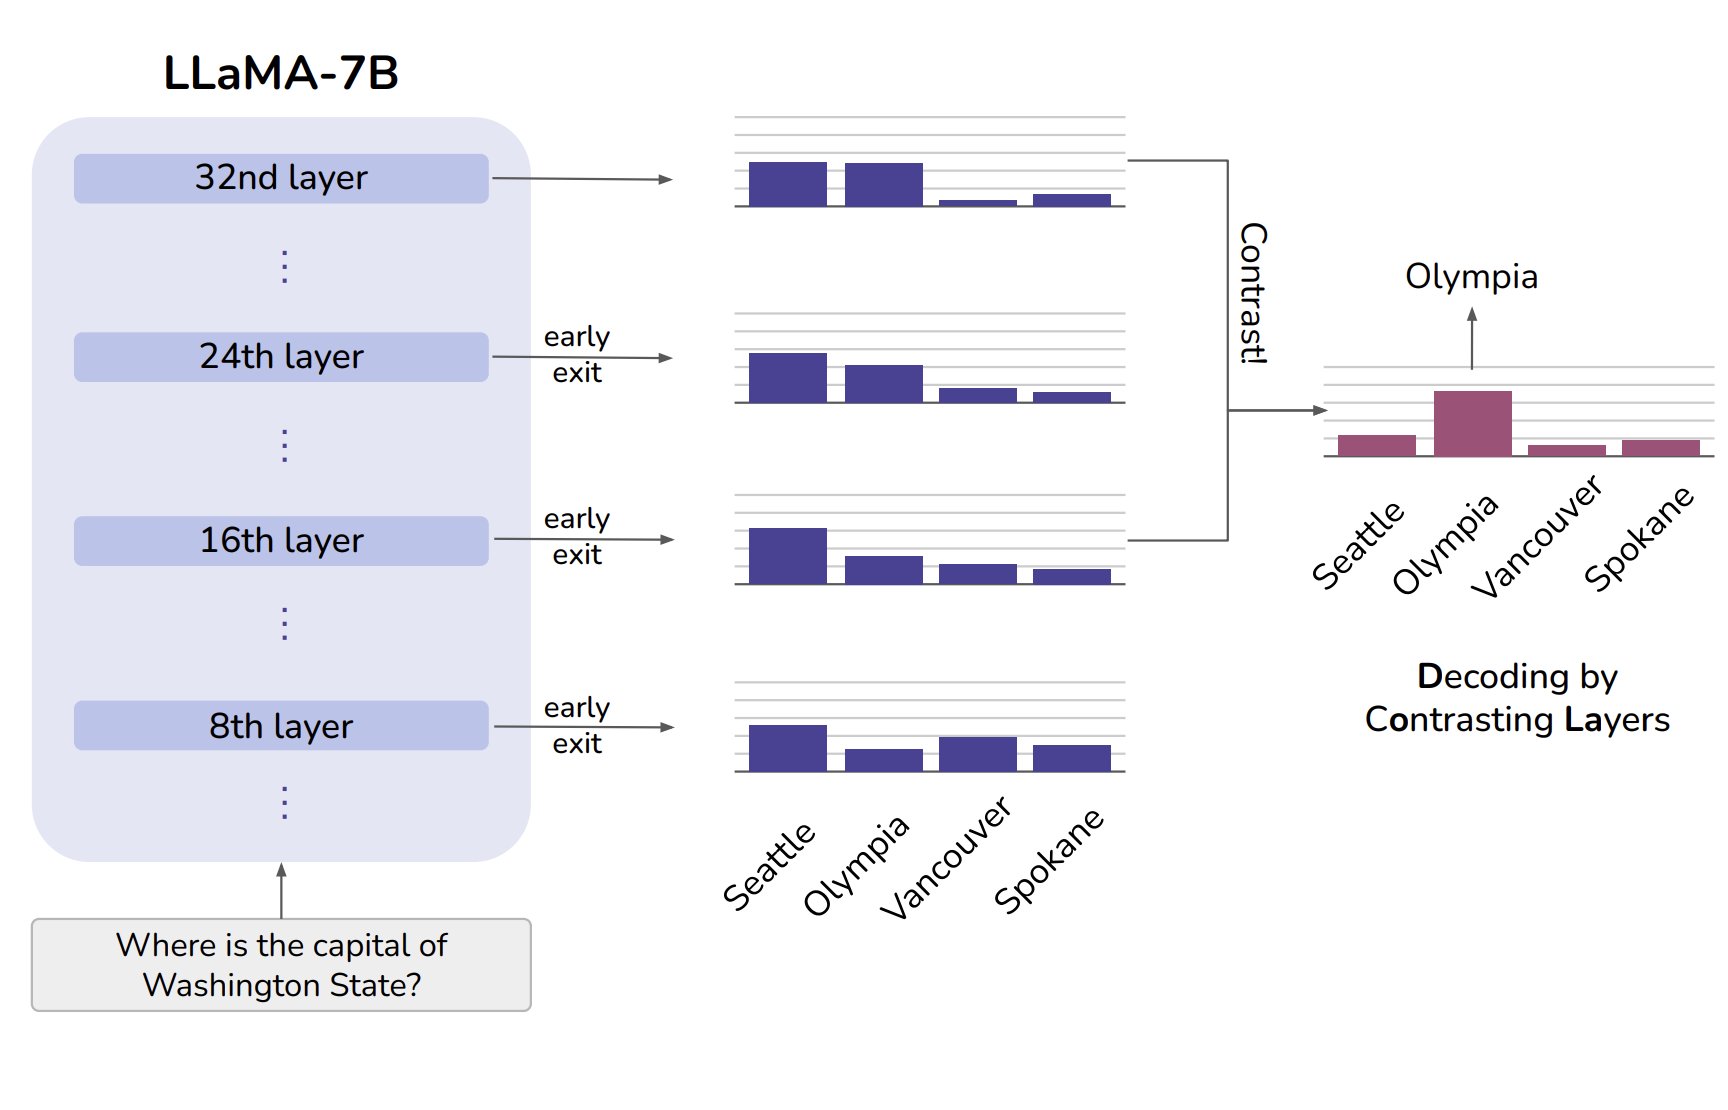 LLaMA-7B
32nd layer
24th layer
early
exit
16th layer
early
exit
8th layer
early
exit
Where is the capital of
Washington State?
Seattle
Olympia
Vancouver
Spokane
Contrast!
Olympia
Seattle
Olympia
Vancouver
Spokane
Decoding by
Contrasting Layers